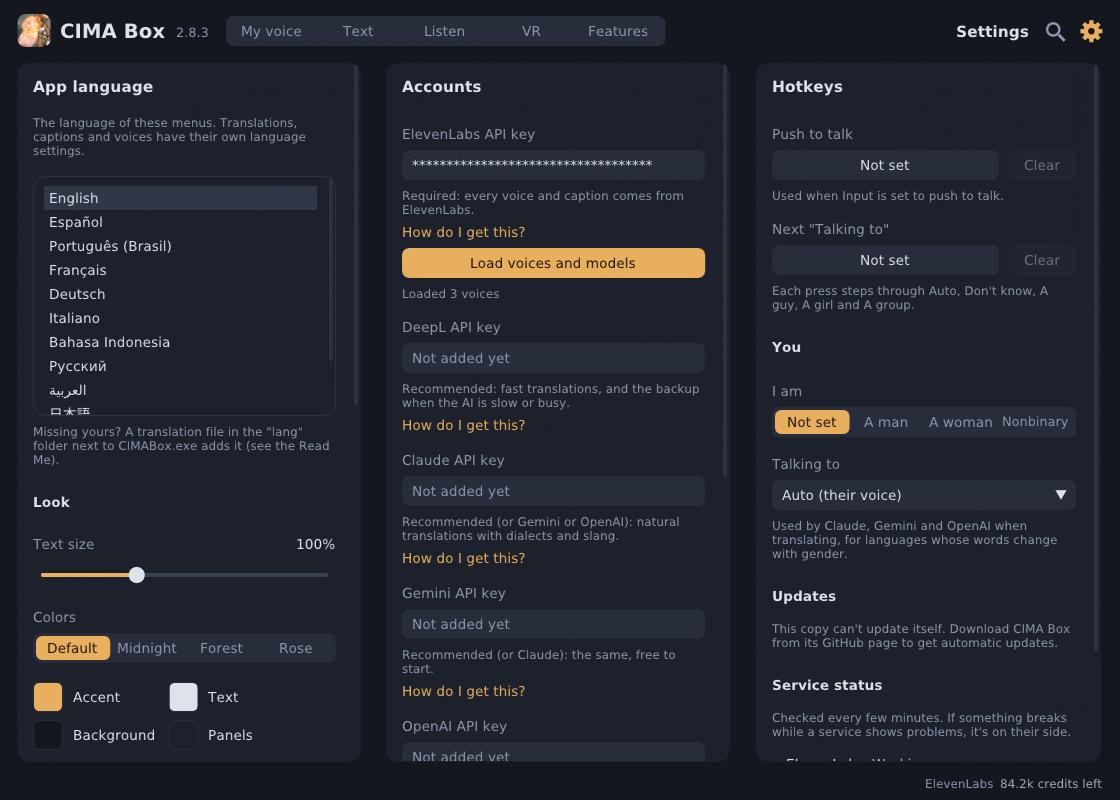 CIMA Box 2.8.3
My voice
Text
Listen
VR
Features
Settings
App language
The language of these menus. Translations,
captions and voices have their own language
settings.
English
Español
Português (Brasil)
Français
Deutsch
Italiano
Bahasa Indonesia
Русский
العربية
日本語
Missing yours? A translation file in the "lang"
folder next to CIMABox.exe adds it (see the Read
Me).
Look
Text size 100%
Colors
Default
Midnight
Forest
Rose
Accent
Text
Background
Panels
Accounts
ElevenLabs API key
***********************************
Required: every voice and caption comes from
ElevenLabs.
How do I get this?
Load voices and models
Loaded 3 voices
DeepL API key
Not added yet
Recommended: fast translations, and the backup
when the AI is slow or busy.
How do I get this?
Claude API key
Not added yet
Recommended (or Gemini or OpenAI): natural
translations with dialects and slang.
How do I get this?
Gemini API key
Not added yet
Recommended (or Claude): the same, free to
start.
How do I get this?
OpenAI API key
Not added yet
Hotkeys
Push to talk
Not set
Clear
Used when Input is set to push to talk.
Next "Talking to"
Not set
Clear
Each press steps through Auto, Don't know, A
guy, A girl and A group.
You
I am
Not set
A man
A woman
Nonbinary
Talking to
Auto (their voice)
Used by Claude, Gemini and OpenAI when
translating, for languages whose words change
with gender.
Updates
This copy can't update itself. Download CIMA Box
from its GitHub page to get automatic updates.
Service status
Checked every few minutes. If something breaks
while a service shows problems, it's on their side.
ElevenLabs 84.2k credits left